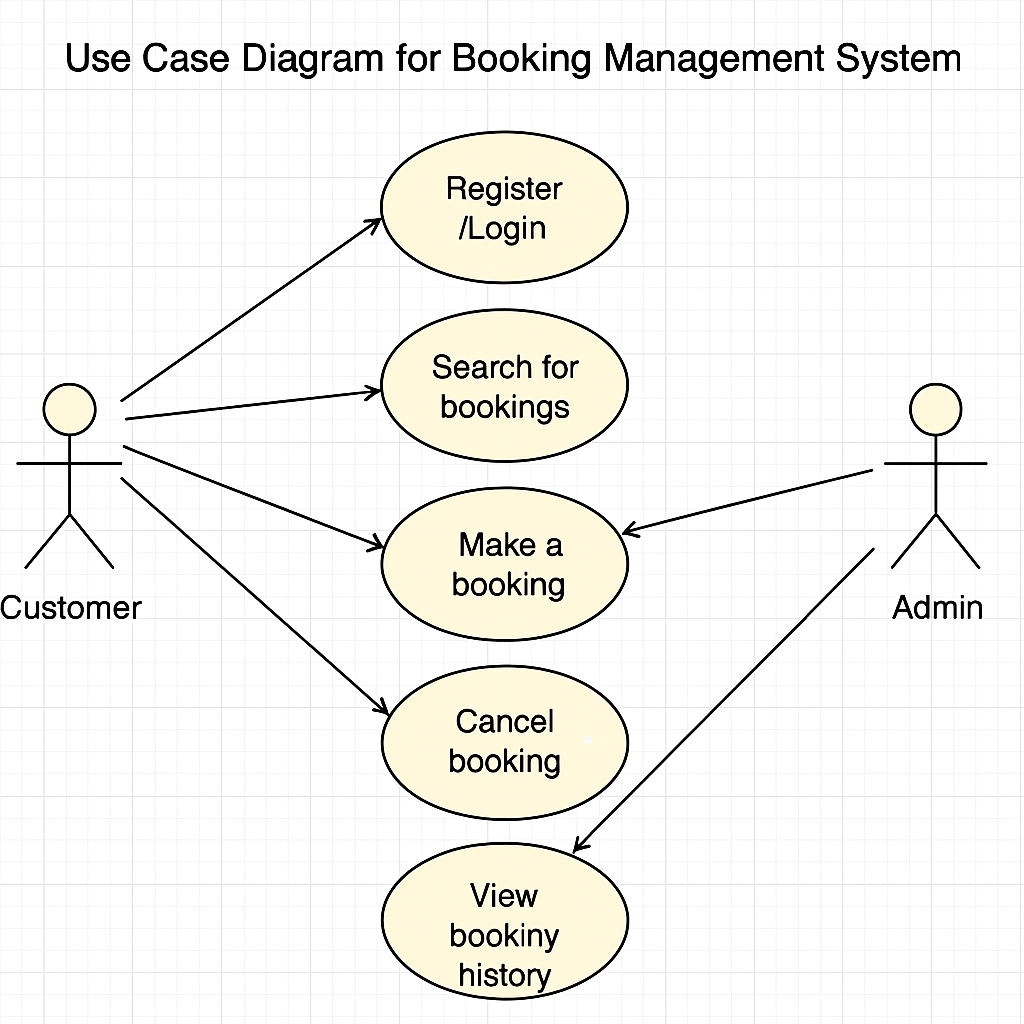 Use Case Diagram for Booking Management System
Register
/Login
Search for
bookings
Make a
booking
Customer
Admin
Cancel
booking
View
bookiny
history